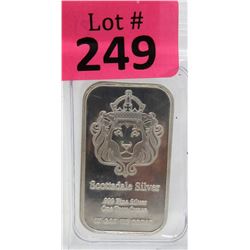 Lot #
249
Scottsdale Silver
.999 Fine Silver
One Troy Ounce